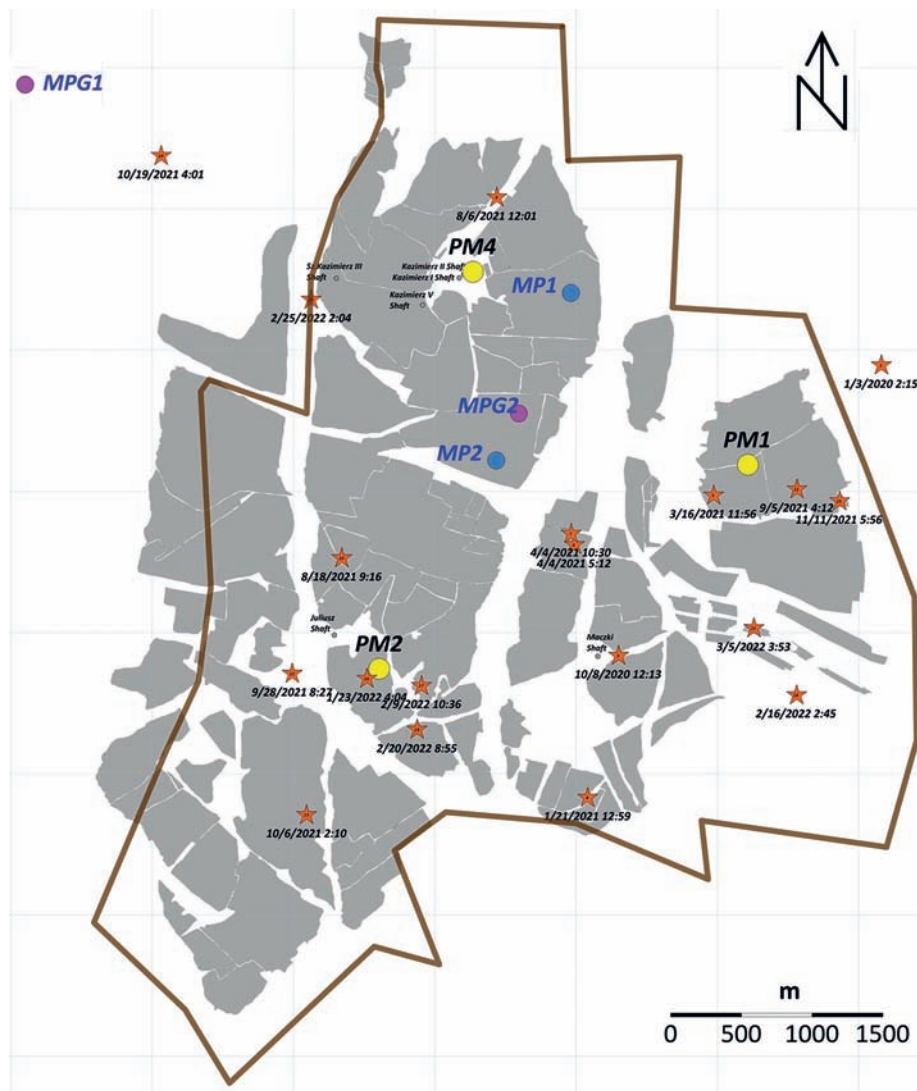 MPG1
N
10/19/2021 4:01
8/6/2021 12:01
PM4
Kazimierz II Shaft
Kazimierz I Shaft
Kazimierz III
Shaft
MP1
Kazimierz V
Shaft
2/25/2022 2:04
1/3/2020 2:15
MPG2
MP2
PM1
3/16/2021 11:56
9/5/2021 4:12
11/11/2021 5:56
4/4/2021 10:30
4/4/2021 5:12
8/18/2021 9:16
Juliusz
Shaft
PM2
Maczki
Shaft
3/5/2022 3:53
10/8/2020 12:13
9/28/2021 8:27
1/23/2022 4:04
2/9/2022 10:36
2/16/2022 2:45
2/20/2022 8:55
1/21/2021 12:59
10/6/2021 2:10
m
0 500 1000 1500